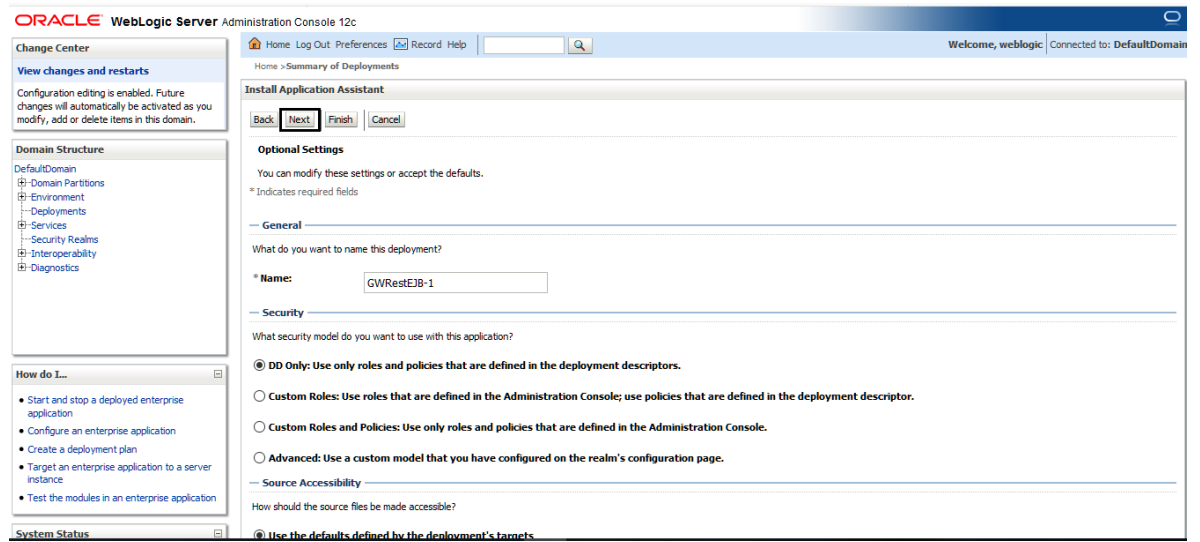 ORACLE WebLogic Server Administration Console 12c
Change Center
View changes and restarts
Configuration editing is enabled. Future
changes will automatically be activated as you
modify, add or delete items in this domain.
Domain Structure
DefaultDomain
Domain Partitions
Environment
Deployments
Services
Security Realms
Interoperability
Diagnostics
How do I...
Start and stop a deployed enterprise
application
Configure an enterprise application
Create a deployment plan
Target an enterprise application to a server
instance
Test the modules in an enterprise application
System Status
Home Log Out Preferences Record Help
Welcome, weblogic Connected to: DefaultDomain
Home >Summary of Deployments
Install Application Assistant
Back Next Finish Cancel
Optional Settings
You can modify these settings or accept the defaults.
* Indicates required fields
General
What do you want to name this deployment?
* Name: GWRestEJB-1
Security
What security model do you want to use with this application?
DD Only: Use only roles and policies that are defined in the deployment descriptors.
Custom Roles: Use roles that are defined in the Administration Console; use policies that are defined in the deployment descriptor.
Custom Roles and Policies: Use only roles and policies that are defined in the Administration Console.
Advanced: Use a custom model that you have configured on the realm's configuration page.
Source Accessibility
How should the source files be made accessible?
Use the defaults defined by the deployment's targets